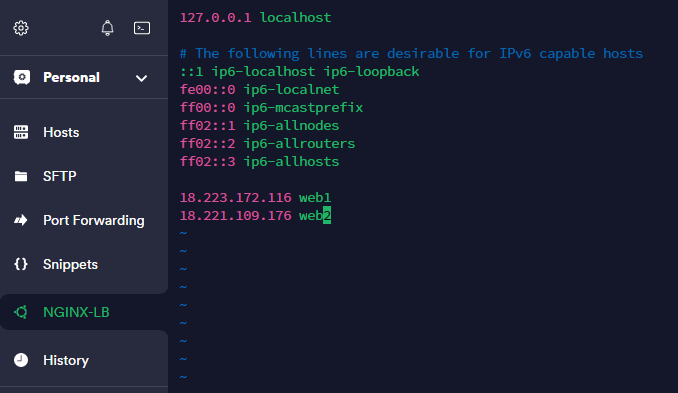 Personal
Hosts
SFTP
Port Forwarding
{} Snippets
NGINX-LB
History
127.0.0.1 localhost
# The following lines are desirable for IPv6 capable hosts
::1 ip6-localhost ip6-loopback
fe00::0 ip6-localnet
ff00::0 ip6-mcastprefix
ff02::1 ip6-allnodes
ff02::2 ip6-allrouters
ff02::3 ip6-allhosts
18.223.172.116 web1
18.221.109.176 web2
~
~
~
~
~
~
~
~
~